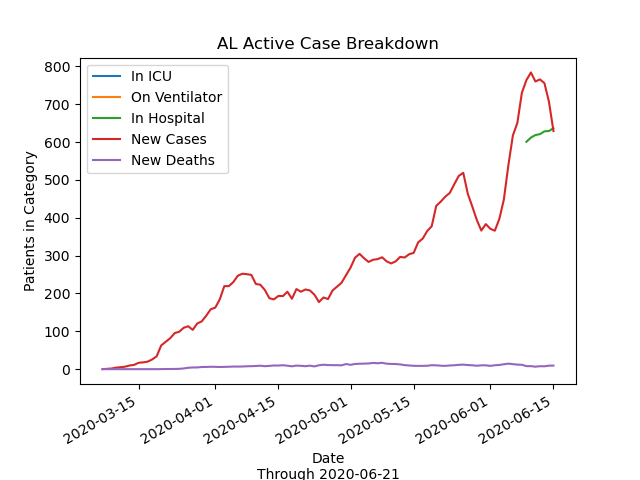 AL Active Case Breakdown
In ICU
On Ventilator
In Hospital
New Cases
New Deaths
Patients in Category
800
700
600
500
400
300
200
100
0
2020-03-15
2020-04-01
2020-04-15
2020-05-01
2020-05-15
2020-06-01
2020-06-15
Date
Through 2020-06-21